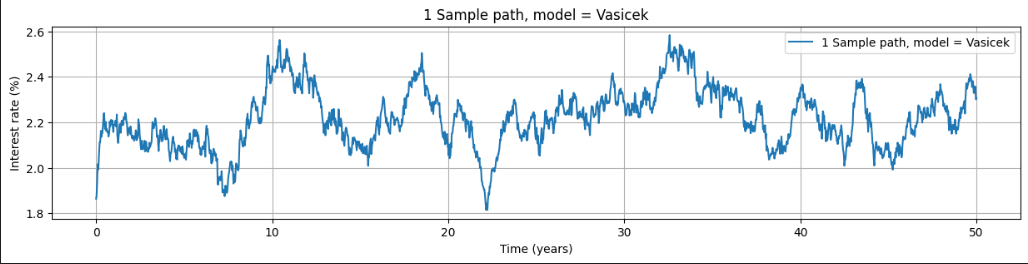 1 Sample path, model = Vasicek
1 Sample path, model = Vasicek
Interest rate (%)
2.6
2.4
2.2
2.0
1.8
0 10 20 30 40 50
Time (years)